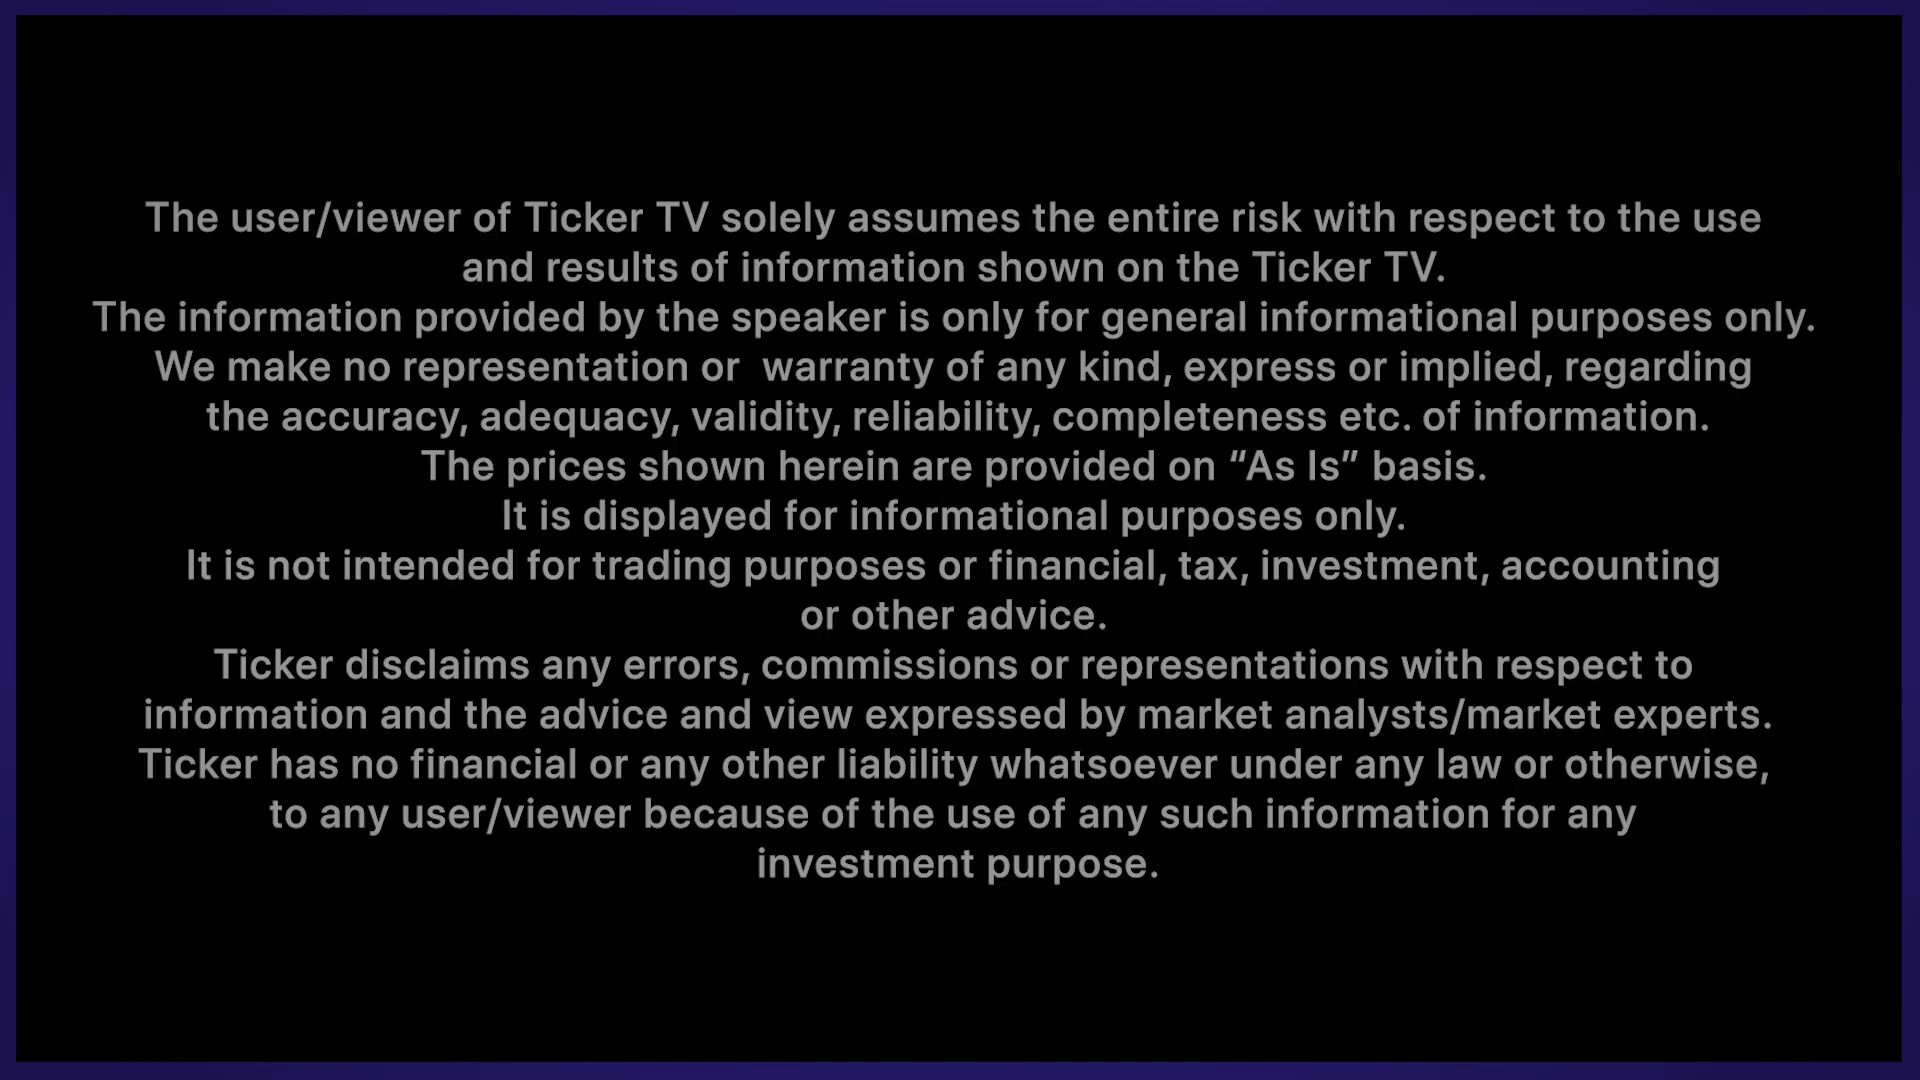 The user/viewer of Ticker TV solely assumes the entire risk with respect to the use
and results of information shown on the Ticker TV.
The information provided by the speaker is only for general informational purposes only.
We make no representation or  warranty of any kind, express or implied, regarding
the accuracy, adequacy, validity, reliability, completeness etc. of information.
The prices shown herein are provided on “As Is” basis.
It is displayed for informational purposes only.
It is not intended for trading purposes or financial, tax, investment, accounting
or other advice.
Ticker disclaims any errors, commissions or representations with respect to
information and the advice and view expressed by market analysts/market experts.
Ticker has no financial or any other liability whatsoever under any law or otherwise,
to any user/viewer because of the use of any such information for any
investment purpose.